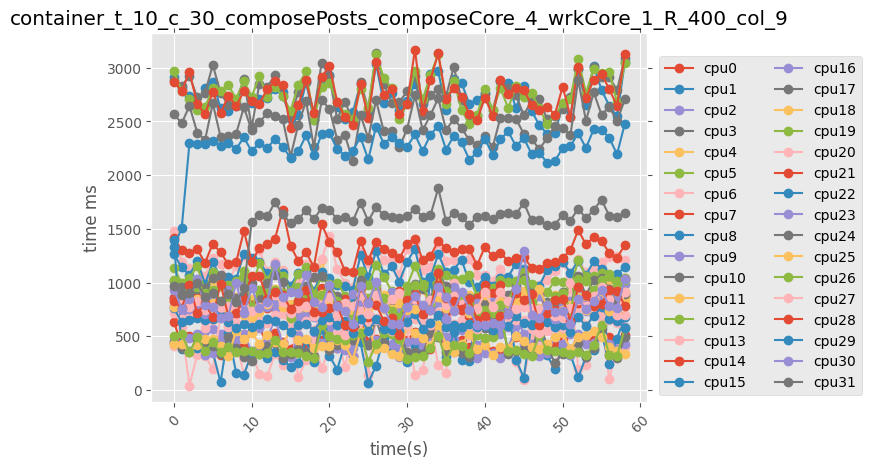 container_t_10_c_30_composePosts_composeCore_4_wrkCore_1_R_400_col_9
3000
2500
2000
1500
1000
500
0
time ms
0
10
20
30
40
50
60
time(s)
cpu0
cpu1
cpu2
cpu3
cpu4
cpu5
cpu6
cpu7
cpu8
cpu9
cpu10
cpu11
cpu12
cpu13
cpu14
cpu15
cpu16
cpu17
cpu18
cpu19
cpu20
cpu21
cpu22
cpu23
cpu24
cpu25
cpu26
cpu27
cpu28
cpu29
cpu30
cpu31